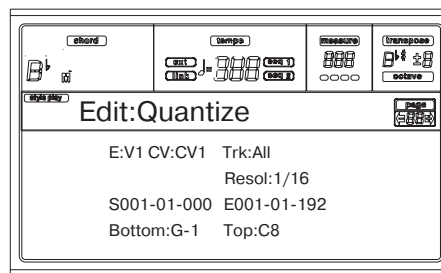 chord tempo measure transpose
ext link seq 1 seq 2 octave
style play
Edit:Quantize page
E:V1 CV:CV1 Trk:All
Resol:1/16
S001-01-000 E001-01-192
Bottom:G-1 Top:C8